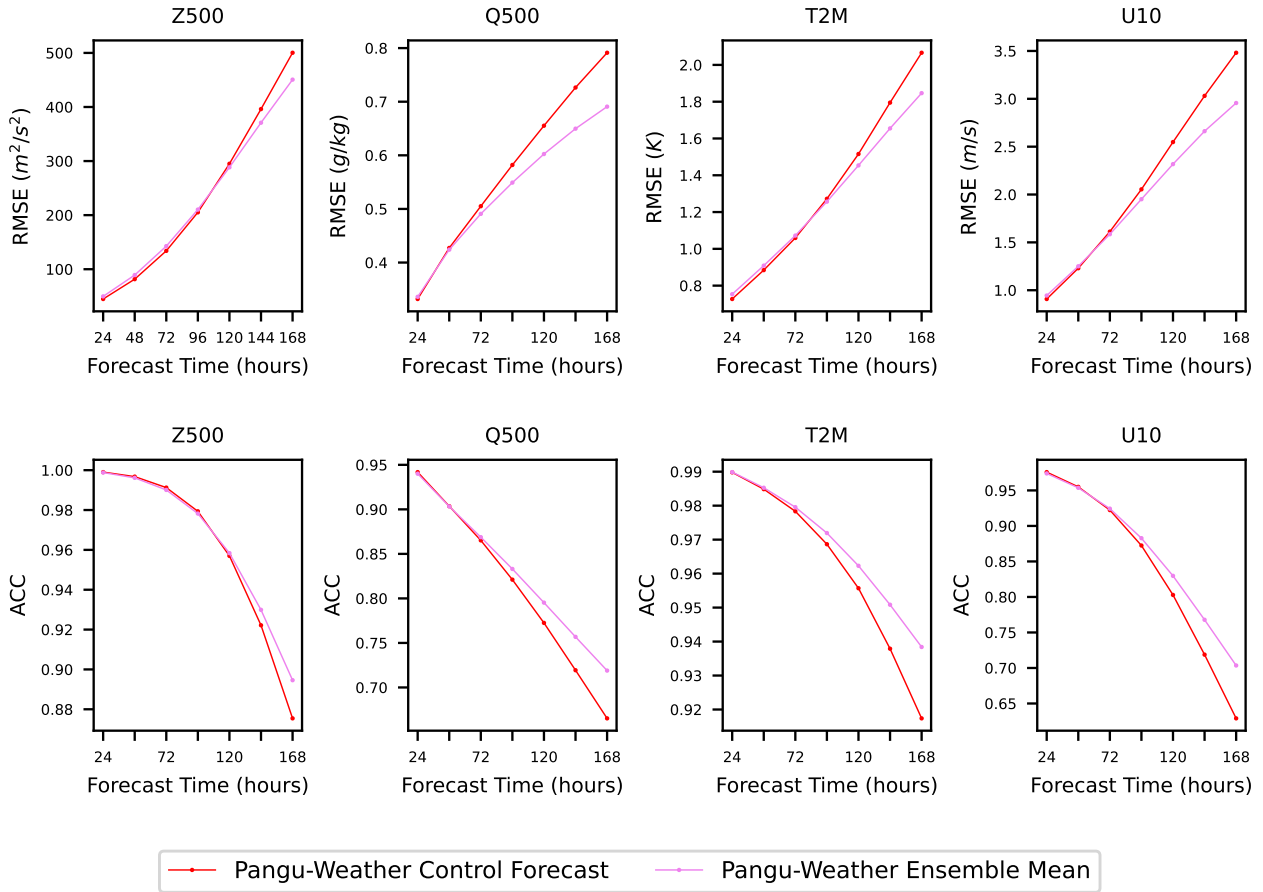 Z500 Q500 T2M U10
RMSE (m²/s²)
500
400
300
200
100
24 48 72 96 120 144 168
Forecast Time (hours)
RMSE (g/kg)
0.8
0.7
0.6
0.5
0.4
24 72 120 168
Forecast Time (hours)
RMSE (K)
2.0
1.8
1.6
1.4
1.2
1.0
0.8
24 72 120 168
Forecast Time (hours)
RMSE (m/s)
3.5
3.0
2.5
2.0
1.5
1.0
24 72 120 168
Forecast Time (hours)
Z500 Q500 T2M U10
ACC
1.00
0.98
0.96
0.94
0.92
0.90
0.88
24 72 120 168
Forecast Time (hours)
ACC
0.95
0.90
0.85
0.80
0.75
0.70
24 72 120 168
Forecast Time (hours)
ACC
0.99
0.98
0.97
0.96
0.95
0.94
0.93
0.92
24 72 120 168
Forecast Time (hours)
ACC
0.95
0.90
0.85
0.80
0.75
0.70
0.65
24 72 120 168
Forecast Time (hours)
Pangu-Weather Control Forecast Pangu-Weather Ensemble Mean